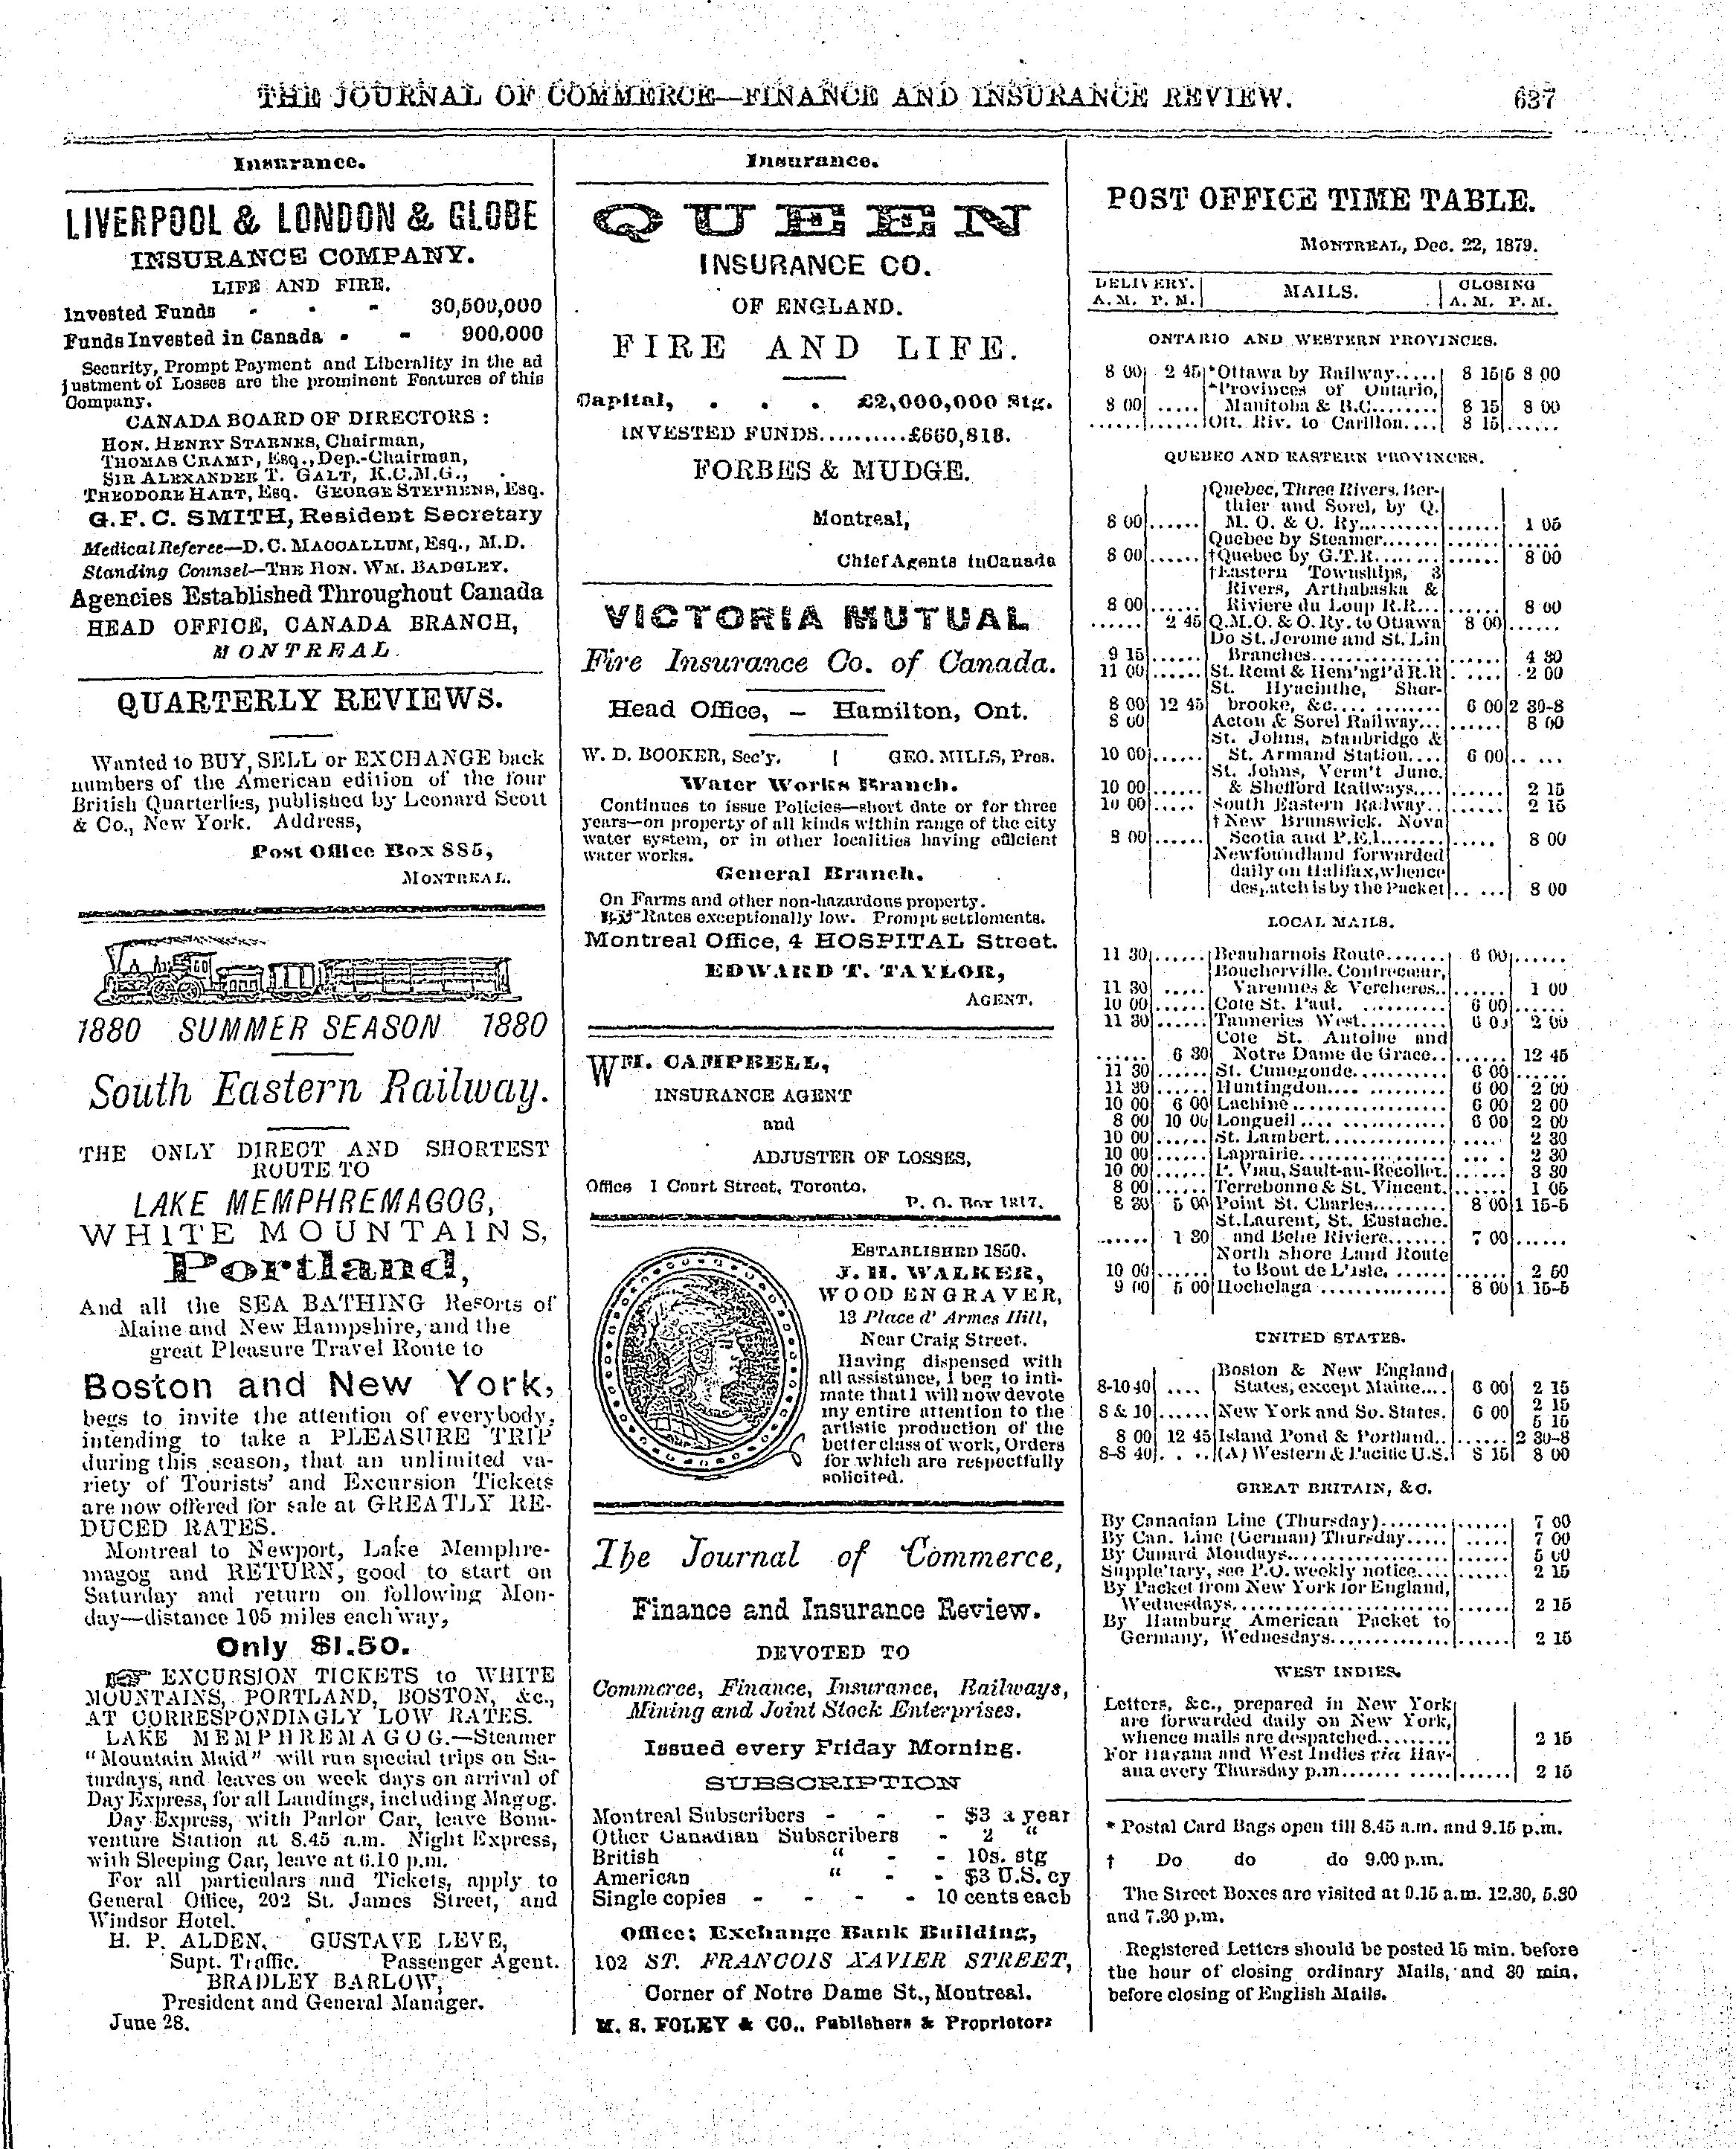 THE JOURNAL OF COMMERCE—FINANCE AND INSURANCE REVIEW. 637
Insurance.
LIVERPOOL & LONDON & GLOBE
INSURANCE COMPANY.
LIFE AND FIRE.
Invested Funds - - - 30,500,000
Funds Invested in Canada - - 900,000
Security, Prompt Payment and Liberality in the ad
justment of Losses are the prominent Features of this
Company.
CANADA BOARD OF DIRECTORS :
HON. HENRY STARNES, Chairman,
THOMAS CRAMP, Esq., Dep.-Chairman,
SIR ALEXANDER T. GALT, K.C.M.G.,
THEODORE HART, Esq. GEORGE STEPHENS, Esq.
G. F. C. SMITH, Resident Secretary
Medical Referee—D. C. MACCALLUM, Esq., M.D.
Standing Counsel—THE HON. WM. BADGLEY.
Agencies Established Throughout Canada
HEAD OFFICE, CANADA BRANCH,
MONTREAL.
QUARTERLY REVIEWS.
Wanted to BUY, SELL or EXCHANGE back
numbers of the American edition of the four
British Quarterlies, published by Leonard Scott
& Co., New York. Address,
Post Office Box 885,
MONTREAL.
1880 SUMMER SEASON 1880
South Eastern Railway.
THE ONLY DIRECT AND SHORTEST
ROUTE TO
LAKE MEMPHREMAGOG,
WHITE MOUNTAINS,
Portland,
And all the SEA BATHING Resorts of
Maine and New Hampshire, and the
great Pleasure Travel Route to
Boston and New York,
begs to invite the attention of everybody,
intending to take a PLEASURE TRIP
during this season, that an unlimited va-
riety of Tourists' and Excursion Tickets
are now offered for sale at GREATLY RE-
DUCED RATES.
Montreal to Newport, Lake Memphre-
magog and RETURN, good to start on
Saturday and return on following Mon-
day—distance 105 miles each way,
Only $1.50.
☞ EXCURSION TICKETS to WHITE
MOUNTAINS, PORTLAND, BOSTON, &c.,
AT CORRESPONDINGLY LOW RATES.
LAKE MEMPHREMAGOG.—Steamer
"Mountain Maid" will run special trips on Sa-
turdays, and leaves on week days on arrival of
Day Express, for all Landings, including Magog.
Day Express, with Parlor Car, leave Bona-
venture Station at 8.45 a.m. Night Express,
with Sleeping Car, leave at 6.10 p.m.
For all particulars and Tickets, apply to
General Office, 202 St. James Street, and
Windsor Hotel.
H. P. ALDEN, GUSTAVE LEVE,
Supt. Traffic. Passenger Agent.
BRADLEY BARLOW,
President and General Manager.
June 28.
Insurance.
QUEEN
INSURANCE CO.
OF ENGLAND.
FIRE AND LIFE.
Capital, . . . £2,000,000 Stg.
INVESTED FUNDS..........£660,818.
FORBES & MUDGE.
Montreal,
Chief Agents in Canada
VICTORIA MUTUAL
Fire Insurance Co. of Canada.
Head Office, – Hamilton, Ont.
W. D. BOOKER, Sec'y. | GEO. MILLS, Pres.
Water Works Branch.
Continues to issue Policies—short date or for three
years—on property of all kinds within range of the city
water system, or in other localities having efficient
water works.
General Branch.
On Farms and other non-hazardous property.
☞ Rates exceptionally low. Prompt settlements.
Montreal Office, 4 HOSPITAL Street.
EDWARD T. TAYLOR,
AGENT.
WM. CAMPBELL,
INSURANCE AGENT
and
ADJUSTER OF LOSSES,
Office 1 Court Street, Toronto.
P. O. Box 1817.
ESTABLISHED 1850.
J. H. WALKER,
WOOD ENGRAVER,
13 Place d' Armes Hill,
Near Craig Street.
Having dispensed with
all assistance, I beg to inti-
mate that I will now devote
my entire attention to the
artistic production of the
better class of work, Orders
for which are respectfully
solicited.
The Journal of Commerce,
Finance and Insurance Review.
DEVOTED TO
Commerce, Finance, Insurance, Railways,
Mining and Joint Stock Enterprises.
Issued every Friday Morning.
SUBSCRIPTION
Montreal Subscribers - - - $3 a year
Other Canadian Subscribers - 2 "
British " - - 10s. stg
American " - - $3 U.S. cy
Single copies - - - - 10 cents each
Office: Exchange Bank Building,
102 ST. FRANCOIS XAVIER STREET,
Corner of Notre Dame St., Montreal.
M. S. FOLEY & CO., Publishers & Proprietors
POST OFFICE TIME TABLE.
MONTREAL, Dec. 22, 1879.
DELIVERY. MAILS. CLOSING
A. M. P. M. A. M. P. M.
ONTARIO AND WESTERN PROVINCES.
8 00 2 45 *Ottawa by Railway..... 8 15 6 8 00
*Provinces of Ontario,
8 00 ..... Manitoba & B.C........ 8 15 8 00
...... ...... Ott. Riv. to Carillon.... 8 15 ......
QUEBEC AND EASTERN PROVINCES.
Quebec, Three Rivers, Ber-
thier and Sorel, by Q.
8 00 ...... M. O. & O. Ry.......... ...... 1 05
Quebec by Steamer....... ...... ......
8 00 ...... †Quebec by G.T.R........ ...... 8 00
†Eastern Townships, 3
Rivers, Arthabaska &
8 00 ...... Riviere du Loup R.R... ...... 8 00
...... 2 45 Q.M.O. & O. Ry. to Ottawa 8 00 ......
Do St. Jerome and St. Lin
9 15 ...... Branches............... ...... 4 30
11 00 ...... St. Remi & Hem'ngf'd R.R ...... 2 00
St. Hyacinthe, Sher-
8 00 12 45 brooke, &c............. 6 00 2 30-8
8 00 Acton & Sorel Railway... ...... 8 00
St. Johns, Stanbridge &
10 00 ...... St. Armand Station.... 6 00 ......
St. Johns, Verm't Junc.
10 00 ...... & Shefford Railways.... ...... 2 15
10 00 ..... South Eastern Railway.. ...... 2 15
†New Brunswick, Nova
8 00 ...... Scotia and P.E.I........ ..... 8 00
Newfoundland forwarded
daily on Halifax, whence
despatch is by the Packet ...... 8 00
LOCAL MAILS.
11 30 ...... Beauharnois Route....... 6 00 ......
Boucherville, Contrecœur,
11 30 ..... Varennes & Vercheres.. ...... 1 00
10 00 ...... Cote St. Paul. .......... 6 00 ......
11 30 ...... Tanneries West.......... 6 00 2 00
Cote St. Antoine and
...... 6 30 Notre Dame de Grace.. ...... 12 45
11 30 ...... St. Cunegonde........... 6 00 ......
11 30 ...... Huntingdon.... ......... 6 00 2 00
10 00 6 00 Lachine................. 6 00 2 00
8 00 10 00 Longueil.... ............ 6 00 2 00
10 00 ...... St. Lambert.............. ..... 2 30
10 00 ...... Laprairie................ ..... 2 30
10 00 ...... P. Viau, Sault-au-Recollet. ...... 3 30
8 00 ...... Terrebonne & St. Vincent. ...... 1 05
8 30 5 00 Point St. Charles........ 8 00 1 15-5
St. Laurent, St. Eustache.
...... 1 30 and Belle Riviere....... 7 00 ......
North Shore Land Route
10 00 ...... to Bout de L'Isle, ...... ...... 2 50
9 00 5 00 Hochelaga .............. 8 00 1 15-5
UNITED STATES.
Boston & New England
8-10 40 .... States, except Maine.... 6 00 2 15
8 & 10 ...... New York and So. States. 6 00 2 15
5 15
8 00 12 45 Island Pond & Portland.. ...... 2 30-8
8-8 40 .... (A) Western & Pacific U.S. 8 15 8 00
GREAT BRITAIN, &C.
By Canadian Line (Thursday)........ ...... 7 00
By Can. Line (German) Thursday..... ..... 7 00
By Cunard Mondays.................. ...... 5 00
Supple'tary, see P.O. weekly notice.... ...... 2 15
By Packet from New York for England,
Wednesdays........................ ...... 2 15
By Hamburg American Packet to
Germany, Wednesdays.............. ...... 2 15
WEST INDIES.
Letters, &c., prepared in New York
are forwarded daily on New York,
whence mails are despatched......... 2 15
For Havana and West Indies via Hav-
ana every Thursday p.m....... ..... ...... 2 15
* Postal Card Bags open till 8.45 a.m. and 9.15 p.m.
† Do do do 9.00 p.m.
The Street Boxes are visited at 9.15 a.m. 12.30, 5.30
and 7.30 p.m.
Registered Letters should be posted 15 min. before
the hour of closing ordinary Mails, and 30 min.
before closing of English Mails.